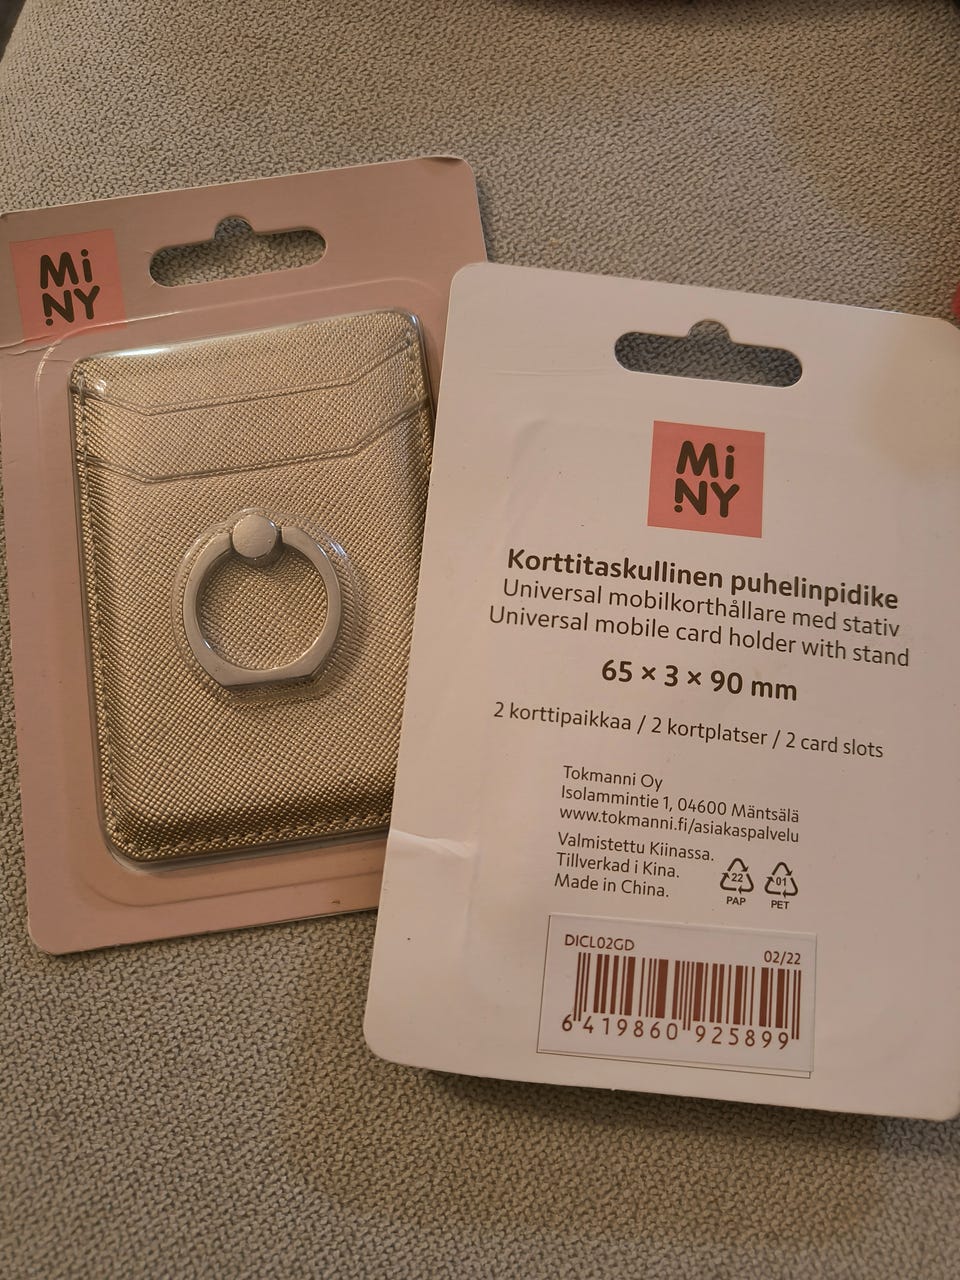 Mi
NY
Mi
NY
Korttitaskullinen puhelinpidike
Universal mobilkorthållare med stativ
Universal mobile card holder with stand
65 × 3 × 90 mm
2 korttipaikkaa / 2 kortplatser / 2 card slots
Tokmanni Oy
Isolammintie 1, 04600 Mäntsälä
www.tokmanni.fi/asiakaspalvelu
Valmistettu Kiinassa.
Tillverkad i Kina.
Made in China.
22 01
PAP PET
DICL02GD 02/22
6 419860 925899